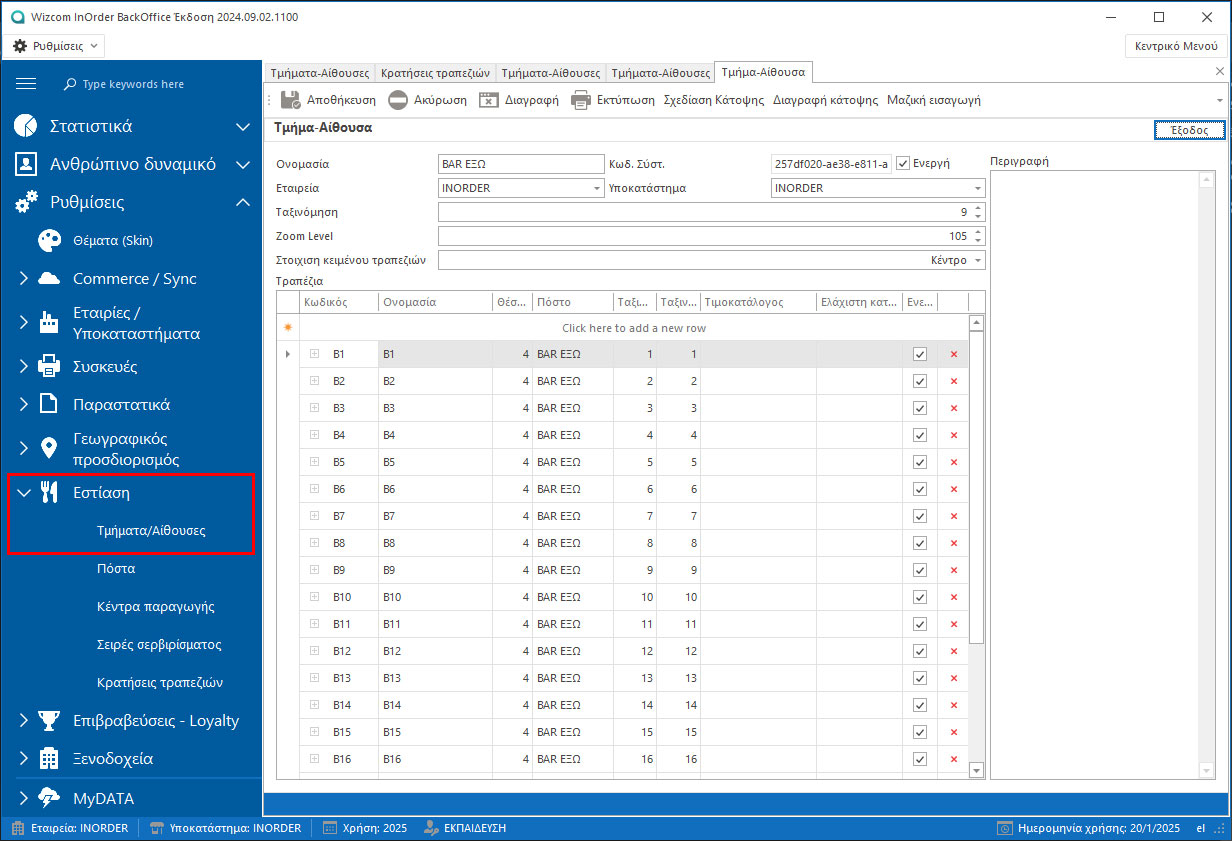 Wizcom InOrder BackOffice Έκδοση 2024.09.02.1100
Ρυθμίσεις
Κεντρικό Μενού
Type keywords here
Στατιστικά
Ανθρώπινο δυναμικό
Ρυθμίσεις
Θέματα (Skin)
Commerce / Sync
Εταιρίες /
Υποκαταστήματα
Συσκευές
Παραστατικά
Γεωγραφικός
προσδιορισμός
Εστίαση
Τμήματα/Αίθουσες
Πόστα
Κέντρα παραγωγής
Σειρές σερβιρίσματος
Κρατήσεις τραπεζιών
Επιβραβεύσεις - Loyalty
Ξενοδοχεία
MyDATA
Τμήματα-Αίθουσες Κρατήσεις τραπεζιών Τμήματα-Αίθουσες Τμήματα-Αίθουσες Τμήμα-Αίθουσα
Αποθήκευση Ακύρωση Διαγραφή Εκτύπωση Σχεδίαση Κάτοψης Διαγραφή κάτοψης Μαζική εισαγωγή
Τμήμα-Αίθουσα
Έξοδος
Ονομασία BAR ΕΞΩ Κωδ. Σύστ. 257df020-ae38-e811-a Ενεργή
Εταιρεία INORDER Υποκατάστημα INORDER
Ταξινόμηση 9
Zoom Level 105
Στοιχιση κειμένου τραπεζιών Κέντρο
Περιγραφή
Τραπέζια
Κωδικός Ονομασία Θέσ... Πόστο Ταξι... Ταξιν... Τιμοκατάλογος Ελάχιστη κατ... Ενε...
Click here to add a new row
B1 B1 4 BAR ΕΞΩ 1 1
B2 B2 4 BAR ΕΞΩ 2 2
B3 B3 4 BAR ΕΞΩ 3 3
B4 B4 4 BAR ΕΞΩ 4 4
B5 B5 4 BAR ΕΞΩ 5 5
B6 B6 4 BAR ΕΞΩ 6 6
B7 B7 4 BAR ΕΞΩ 7 7
B8 B8 4 BAR ΕΞΩ 8 8
B9 B9 4 BAR ΕΞΩ 9 9
B10 B10 4 BAR ΕΞΩ 10 10
B11 B11 4 BAR ΕΞΩ 11 11
B12 B12 4 BAR ΕΞΩ 12 12
B13 B13 4 BAR ΕΞΩ 13 13
B14 B14 4 BAR ΕΞΩ 14 14
B15 B15 4 BAR ΕΞΩ 15 15
B16 B16 4 BAR ΕΞΩ 16 16
Εταιρεία: INORDER Υποκατάστημα: INORDER Χρήση: 2025 ΕΚΠΑΙΔΕΥΣΗ Ημερομηνία χρήσης: 20/1/2025 el